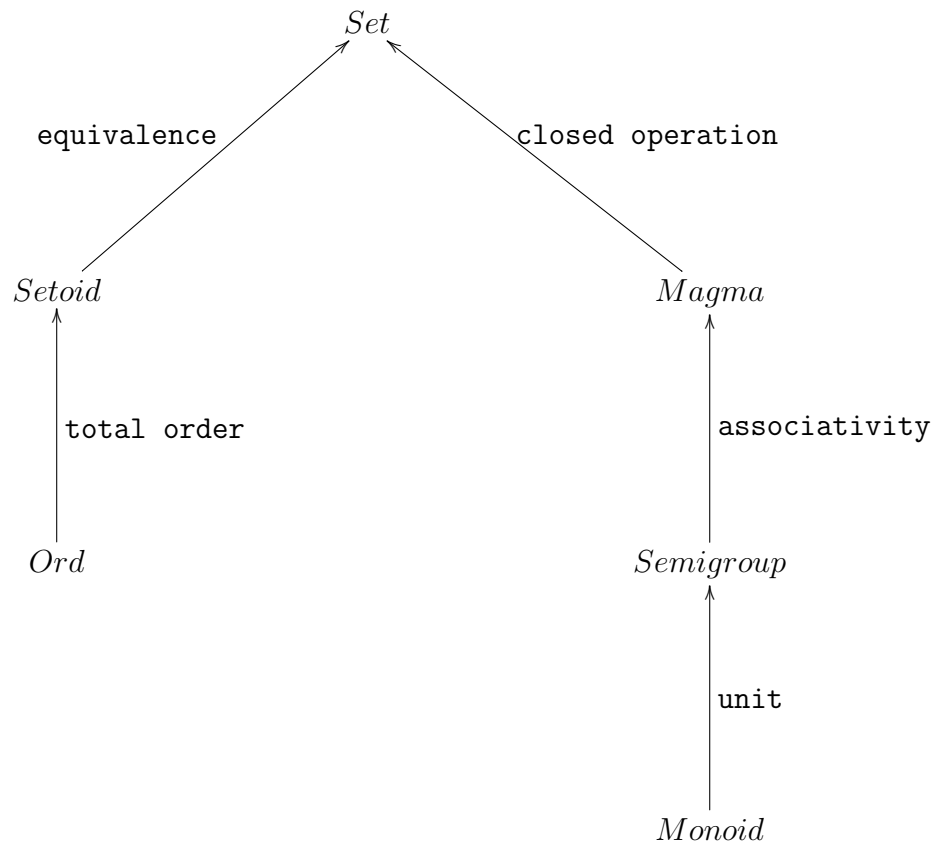 Set
equivalence
closed operation
Setoid
Magma
total order
associativity
Ord
Semigroup
unit
Monoid